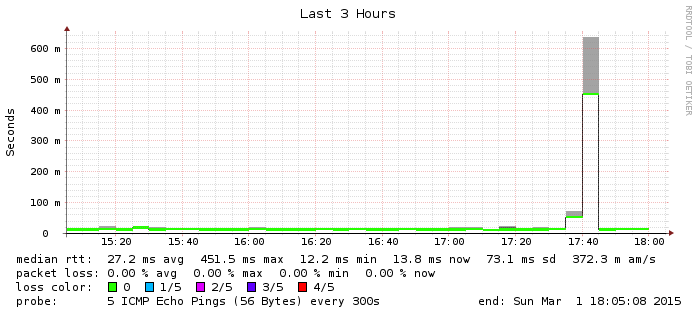 Last 3 Hours
RRDTOOL / TOBI OETIKER
Seconds
600 m
500 m
400 m
300 m
200 m
100 m
0
15:20 15:40 16:00 16:20 16:40 17:00 17:20 17:40 18:00
median rtt: 27.2 ms avg 451.5 ms max 12.2 ms min 13.8 ms now 73.1 ms sd 372.3 m am/s
packet loss: 0.00 % avg 0.00 % max 0.00 % min 0.00 % now
loss color: 0 1/5 2/5 3/5 4/5
probe: 5 ICMP Echo Pings (56 Bytes) every 300s end: Sun Mar 1 18:05:08 2015